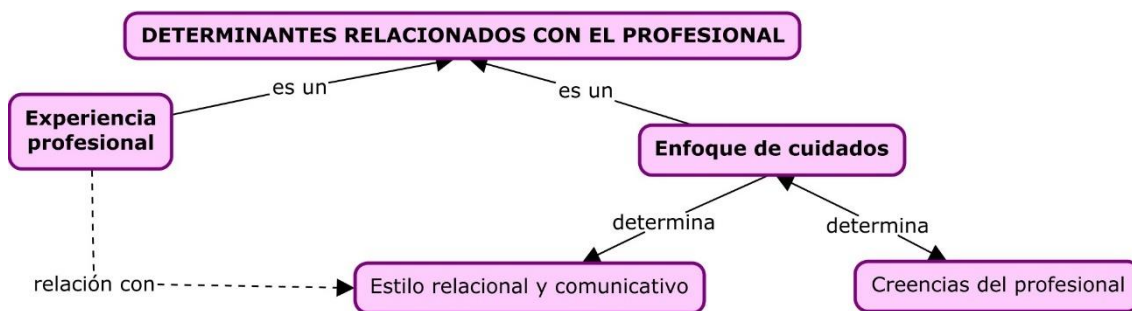 DETERMINANTES RELACIONADOS CON EL PROFESIONAL
es un
es un
Experiencia
profesional
Enfoque de cuidados
determina
determina
relación con
Estilo relacional y comunicativo
Creencias del profesional